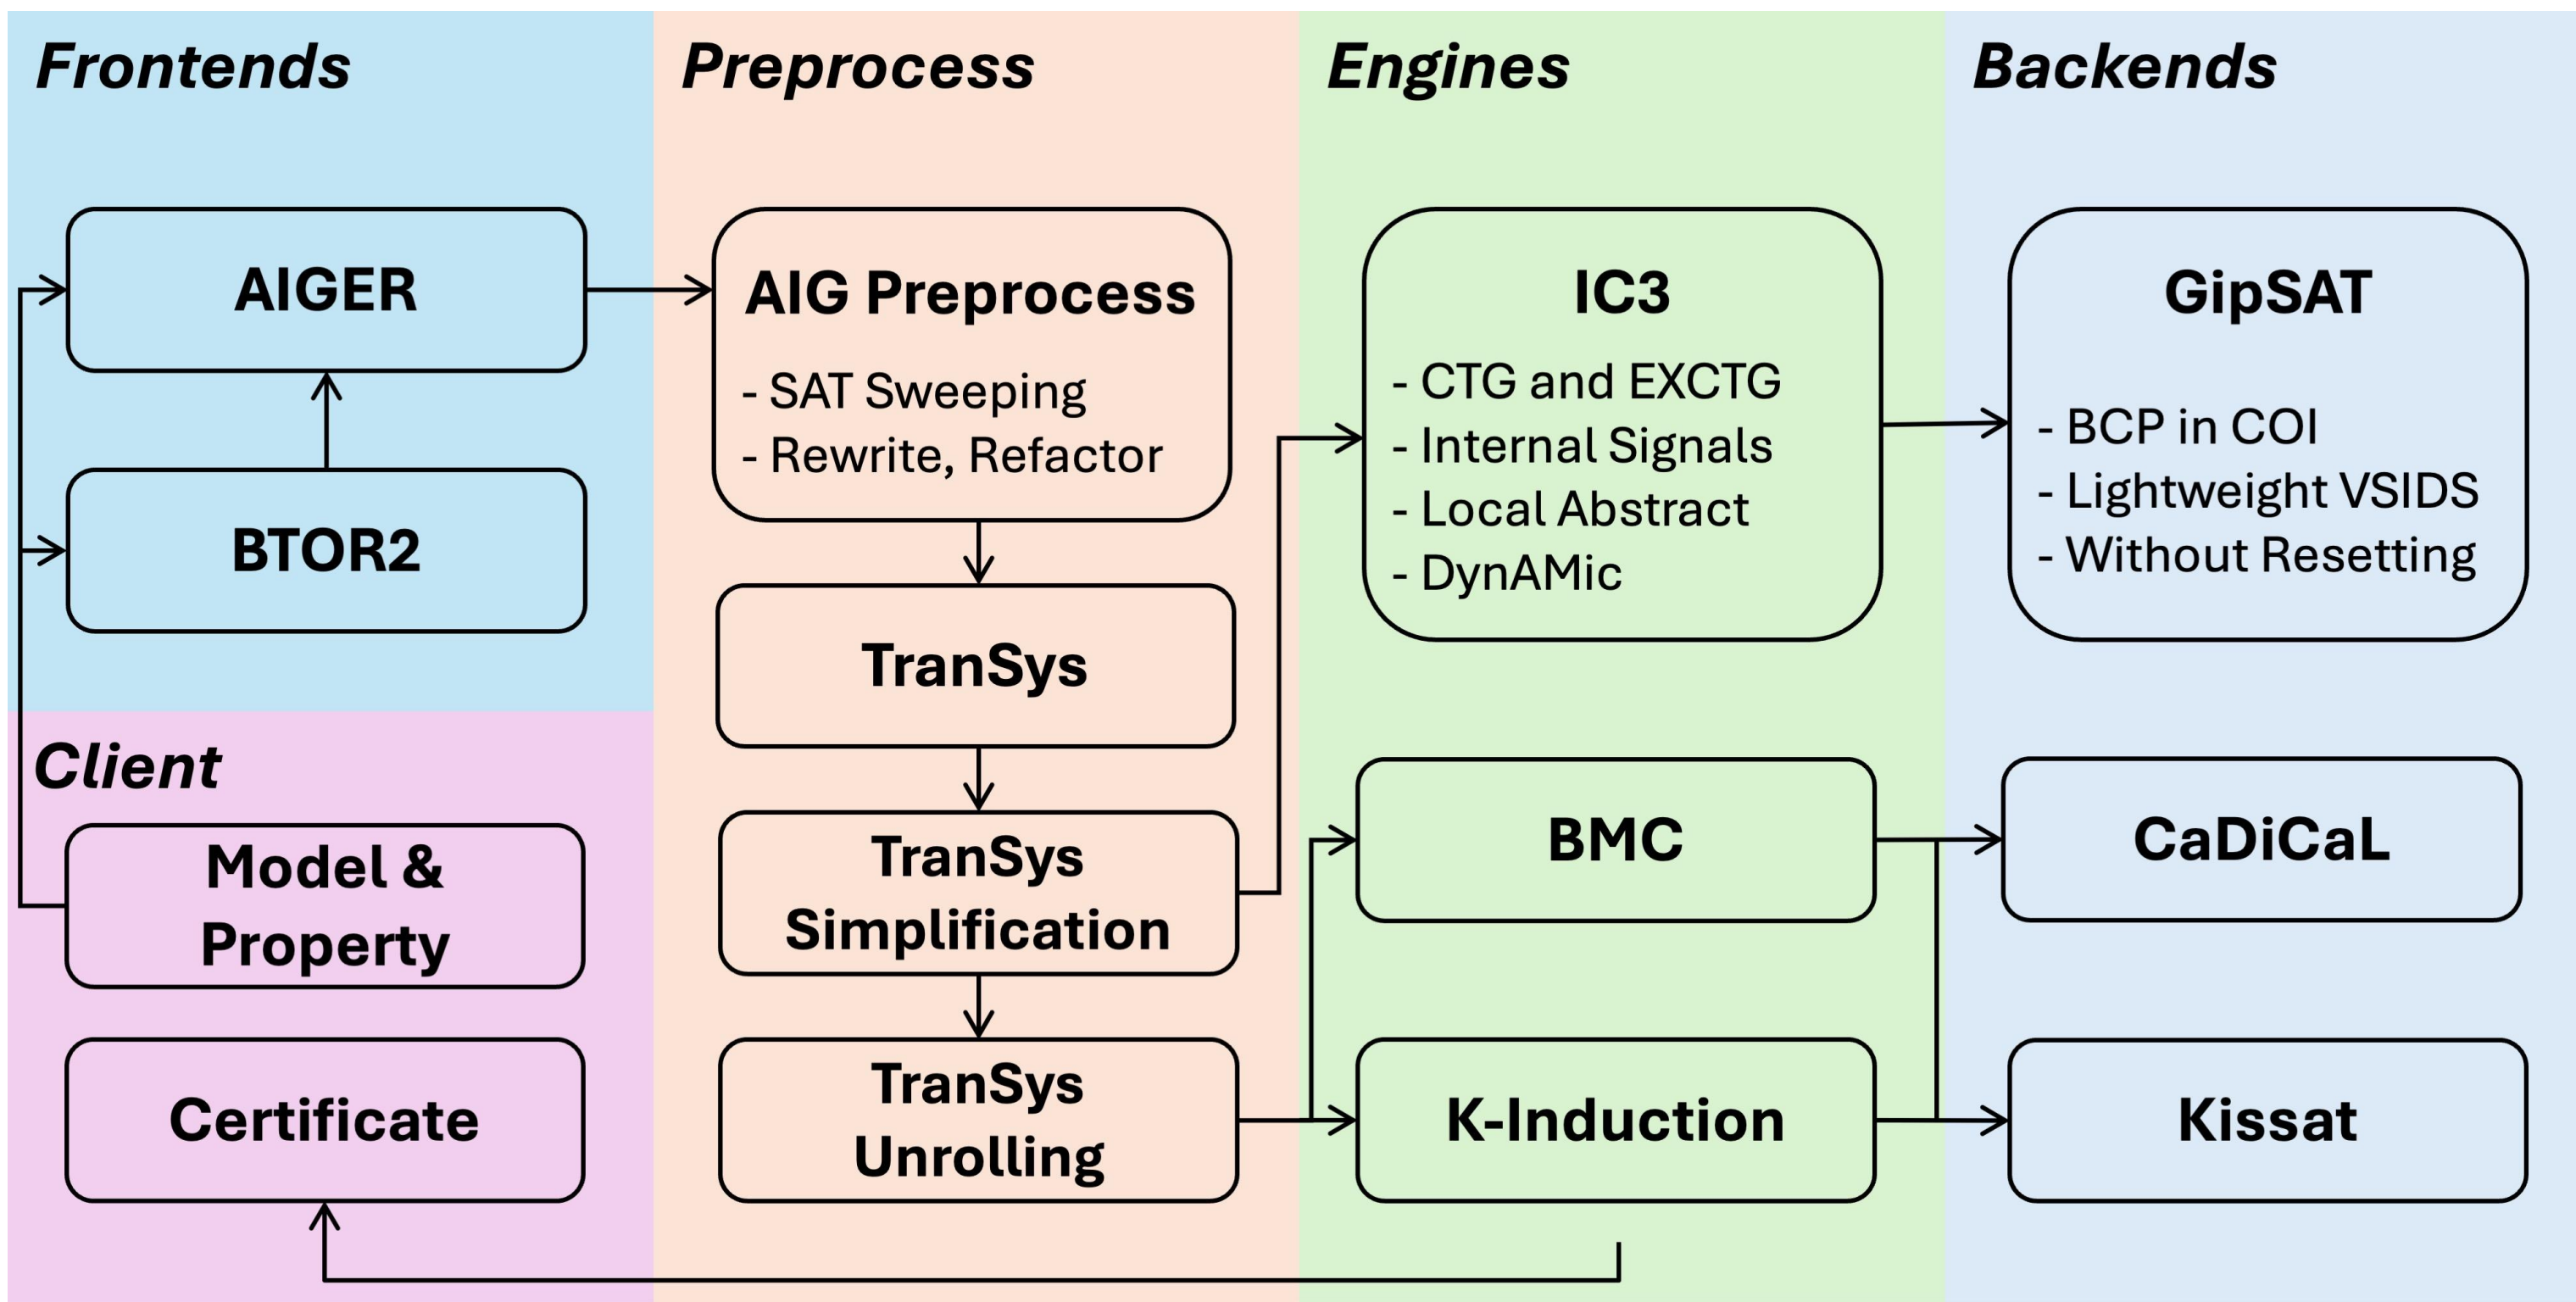 Frontends
AIGER
BTOR2
Client
Model &
Property
Certificate
Preprocess
AIG Preprocess
- SAT Sweeping
- Rewrite, Refactor
TranSys
TranSys
Simplification
TranSys
Unrolling
Engines
IC3
- CTG and EXCTG
- Internal Signals
- Local Abstract
- DynAMic
BMC
K-Induction
Backends
GipSAT
- BCP in COI
- Lightweight VSIDS
- Without Resetting
CaDiCaL
Kissat